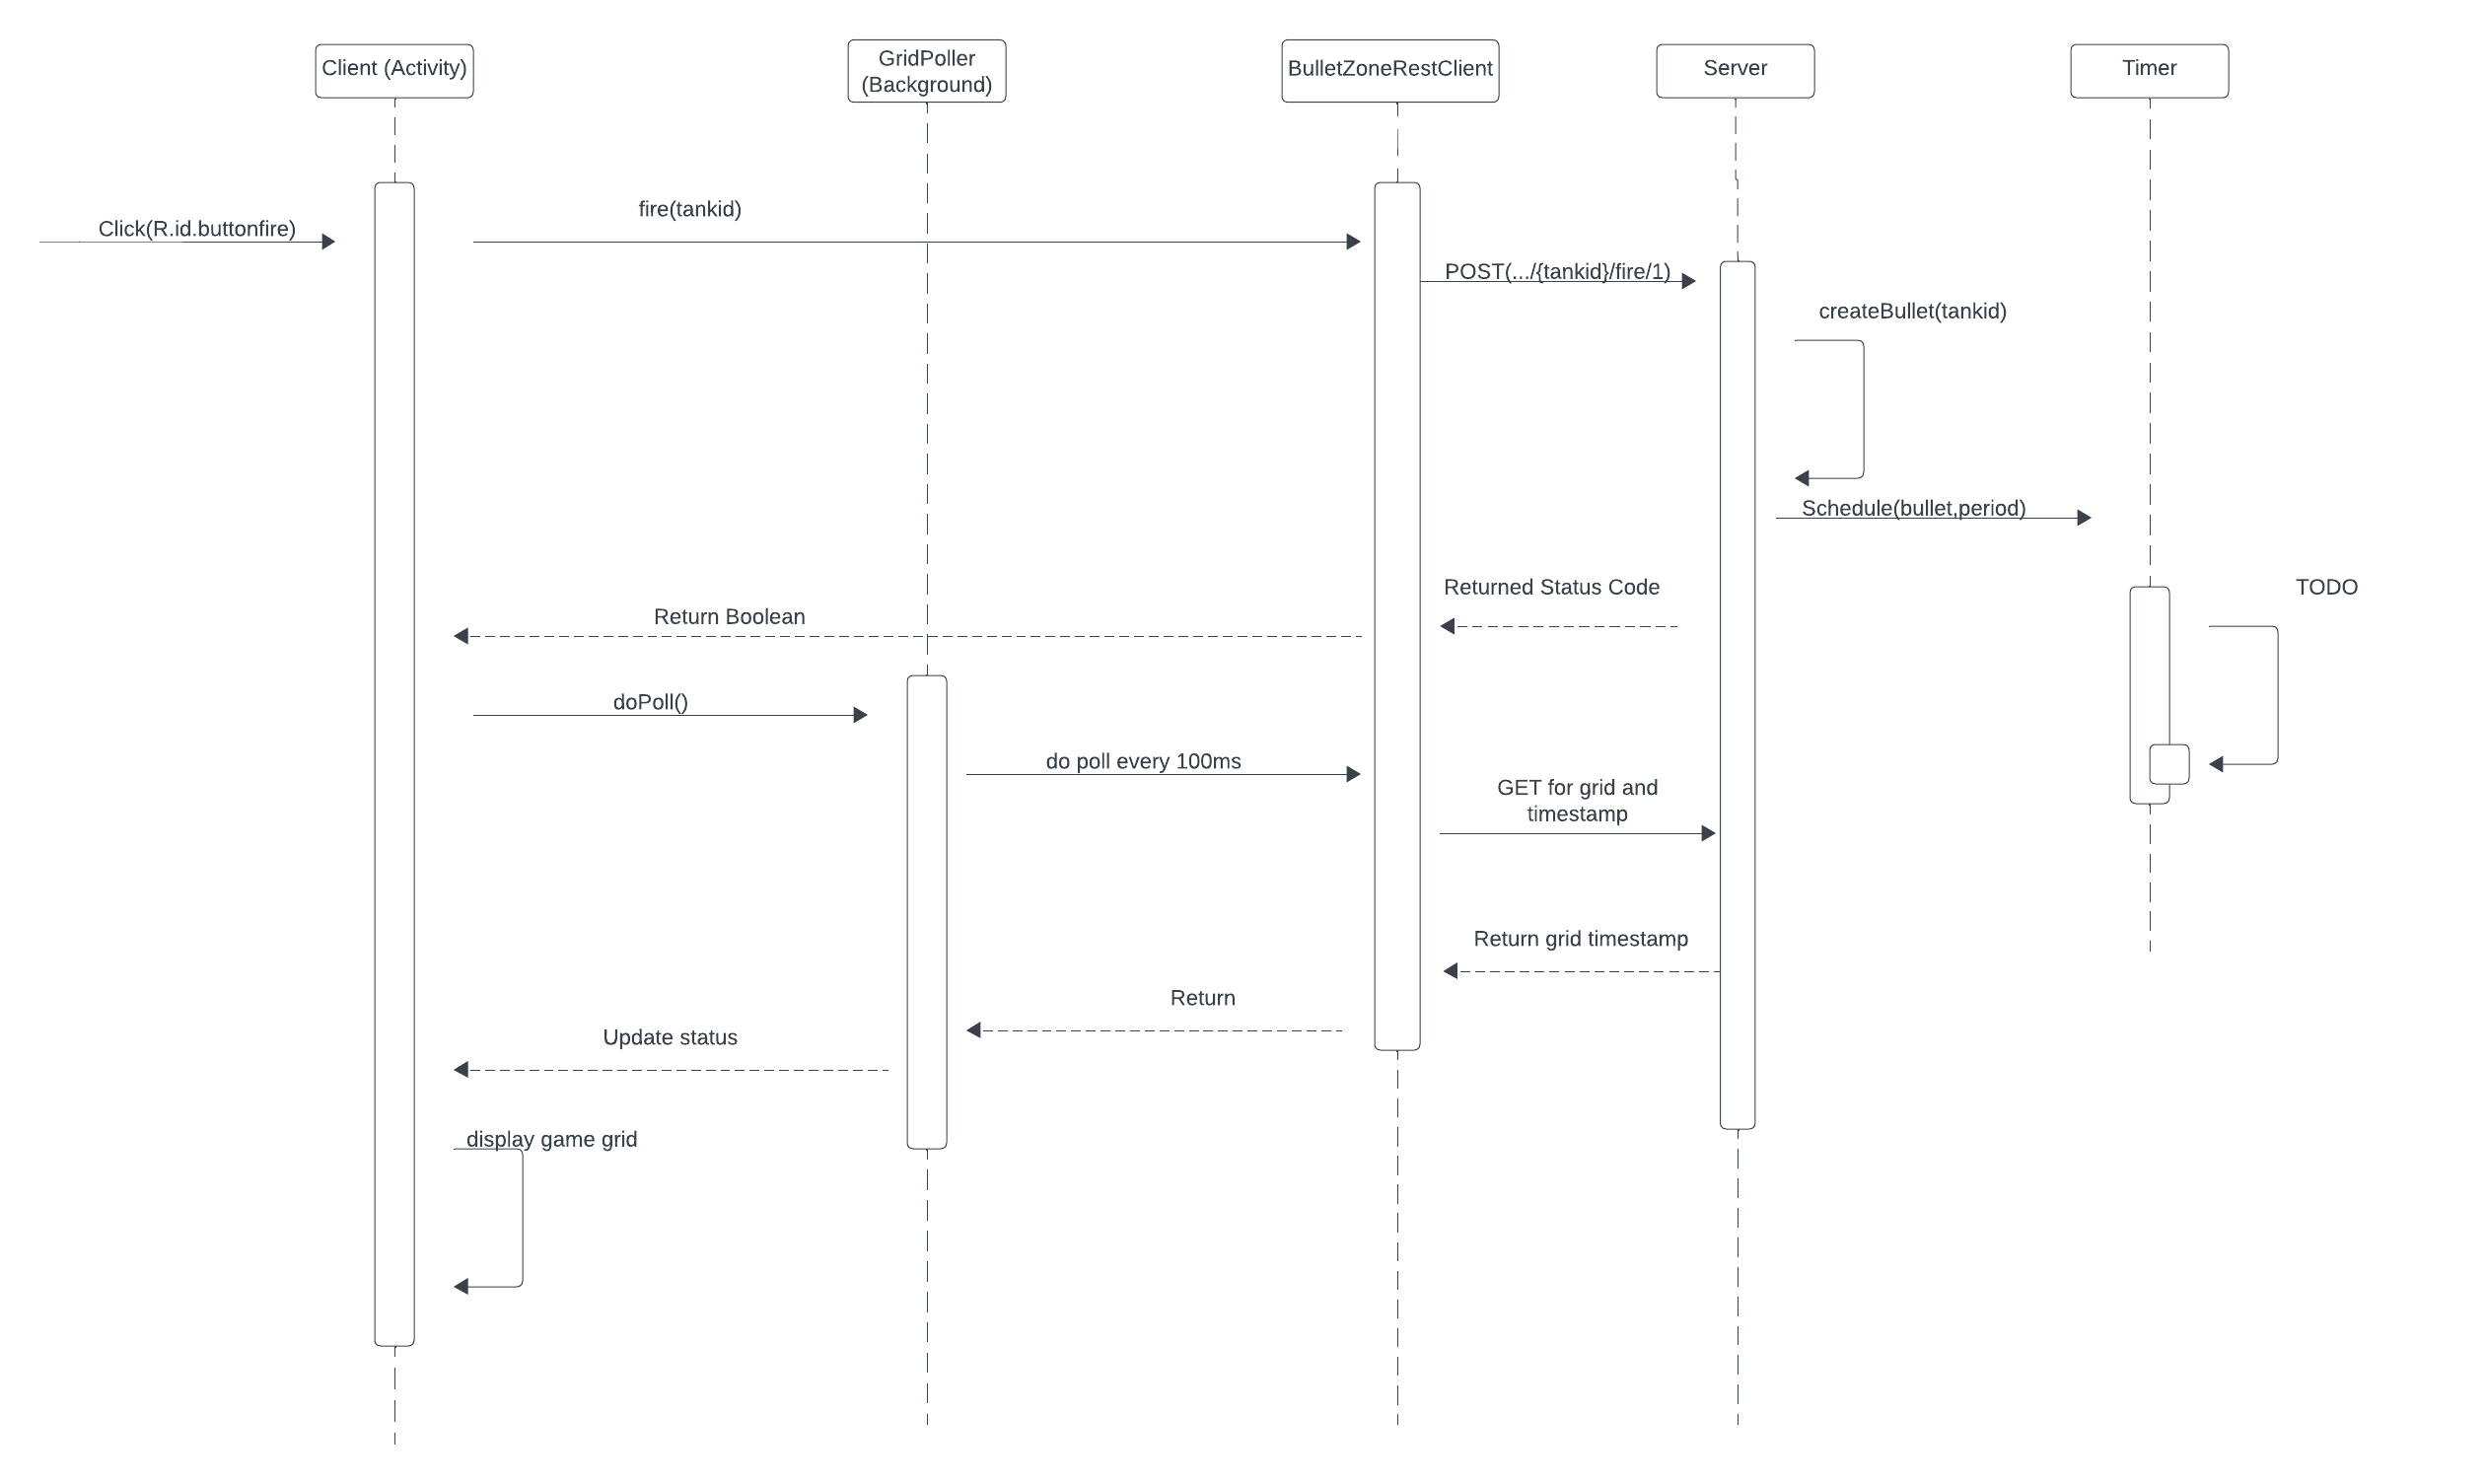 Client (Activity)
GridPoller
(Background)
BulletZoneRestClient
Server
Timer
Click(R.id.buttonfire)
fire(tankid)
POST(.../{tankid}/fire/1)
createBullet(tankid)
Schedule(bullet,period)
Returned Status Code
TODO
Return Boolean
doPoll()
do poll every 100ms
GET for grid and
timestamp
Return grid timestamp
Return
Update status
display game grid